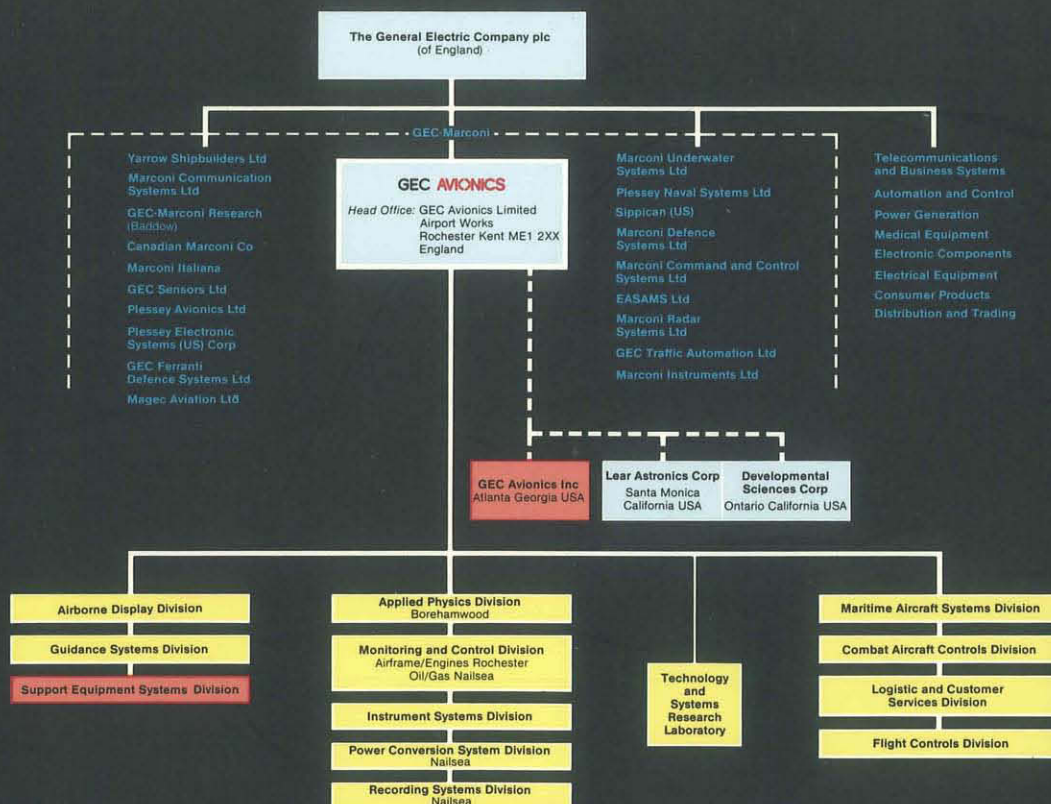 The General Electric Company plc
(of England)
GEC-Marconi
Yarrow Shipbuilders Ltd
Marconi Communication
Systems Ltd
GEC-Marconi Research
(Baddow)
Canadian Marconi Co
Marconi Italiana
GEC Sensors Ltd
Plessey Avionics Ltd
Plessey Electronic
Systems (US) Corp
GEC Ferranti
Defence Systems Ltd
Magec Aviation Ltd
GEC AVIONICS
Head Office: GEC Avionics Limited
Airport Works
Rochester Kent ME1 2XX
England
Marconi Underwater
Systems Ltd
Plessey Naval Systems Ltd
Sippican (US)
Marconi Defence
Systems Ltd
Marconi Command and Control
Systems Ltd
EASAMS Ltd
Marconi Radar
Systems Ltd
GEC Traffic Automation Ltd
Marconi Instruments Ltd
Telecommunications
and Business Systems
Automation and Control
Power Generation
Medical Equipment
Electronic Components
Electrical Equipment
Consumer Products
Distribution and Trading
GEC Avionics Inc
Atlanta Georgia USA
Lear Astronics Corp
Santa Monica
California USA
Developmental
Sciences Corp
Ontario California USA
Airborne Display Division
Guidance Systems Division
Support Equipment Systems Division
Applied Physics Division
Borehamwood
Monitoring and Control Division
Airframe/Engines Rochester
Oil/Gas Nailsea
Instrument Systems Division
Power Conversion System Division
Nailsea
Recording Systems Division
Nailsea
Technology
and
Systems
Research
Laboratory
Maritime Aircraft Systems Division
Combat Aircraft Controls Division
Logistic and Customer
Services Division
Flight Controls Division